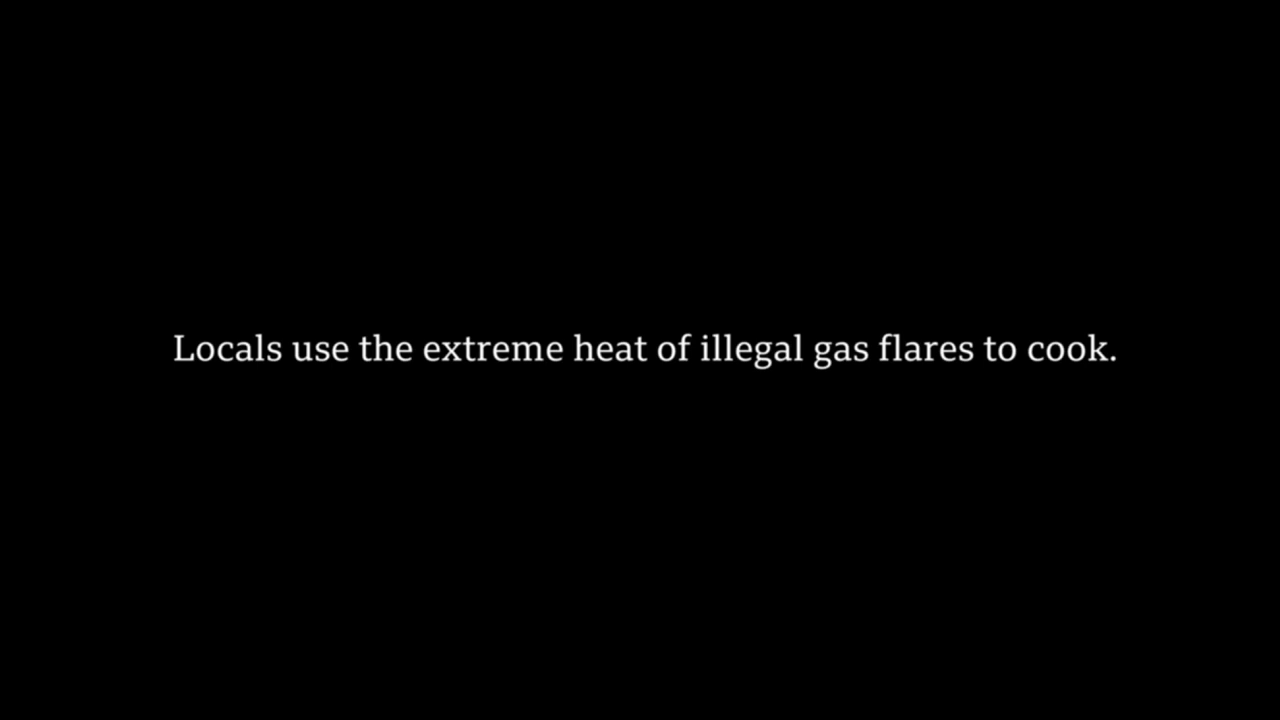 Locals use the extreme heat of illegal gas flares to cook.